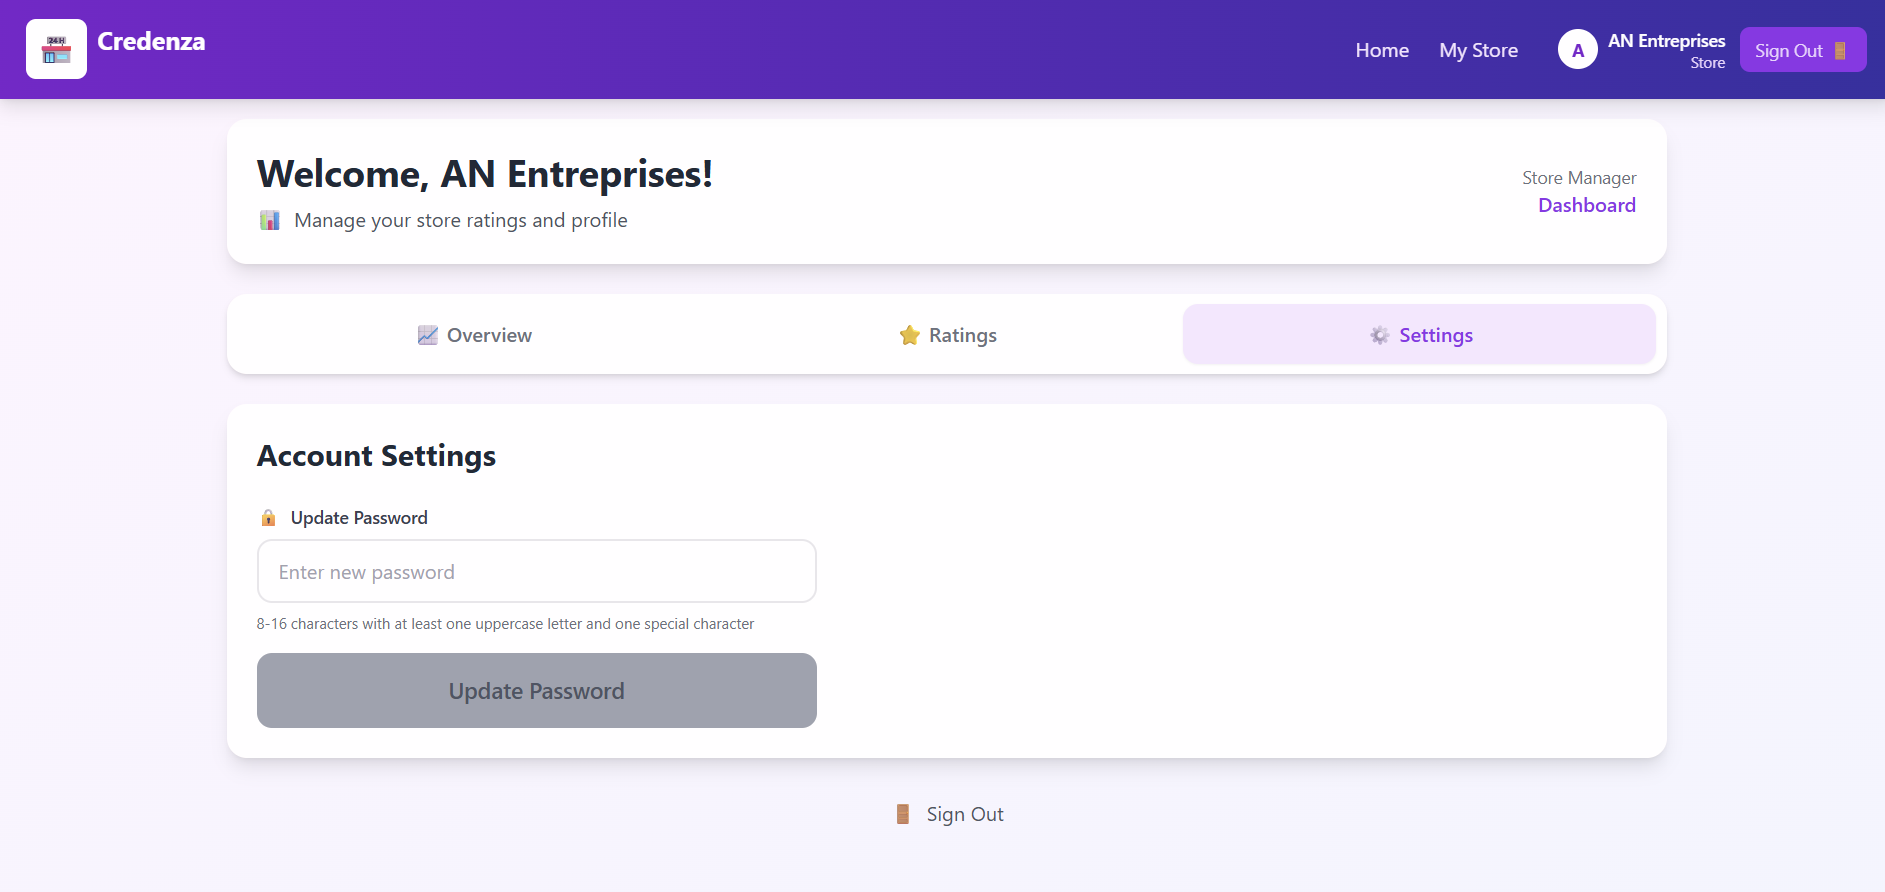 24H
Credenza
Home
My Store
A
AN Entreprises
Store
Sign Out
Welcome, AN Entreprises!
Manage your store ratings and profile
Store Manager
Dashboard
Overview
Ratings
Settings
Account Settings
Update Password
Enter new password
8-16 characters with at least one uppercase letter and one special character
Update Password
Sign Out